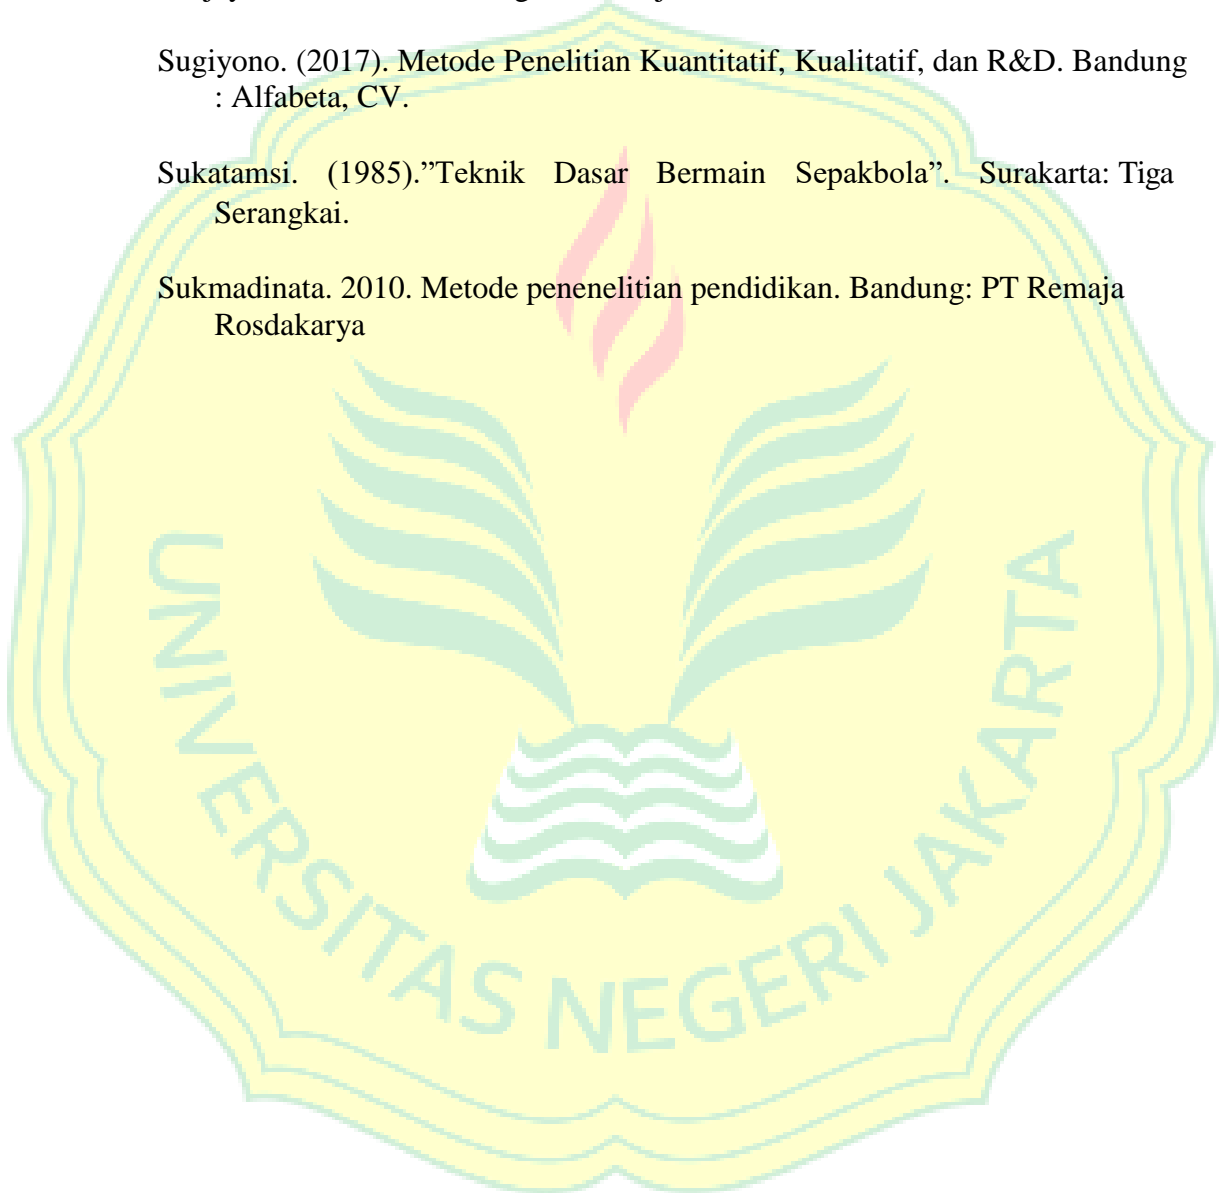 Sugiyono. (2017). Metode Penelitian Kuantitatif, Kualitatif, dan R&D. Bandung
: Alfabeta, CV.
Sukatamsi. (1985).”Teknik Dasar Bermain Sepakbola”. Surakarta: Tiga
Serangkai.
Sukmadinata. 2010. Metode penenelitian pendidikan. Bandung: PT Remaja
Rosdakarya
UNIVERSITAS NEGERI JAKARTA